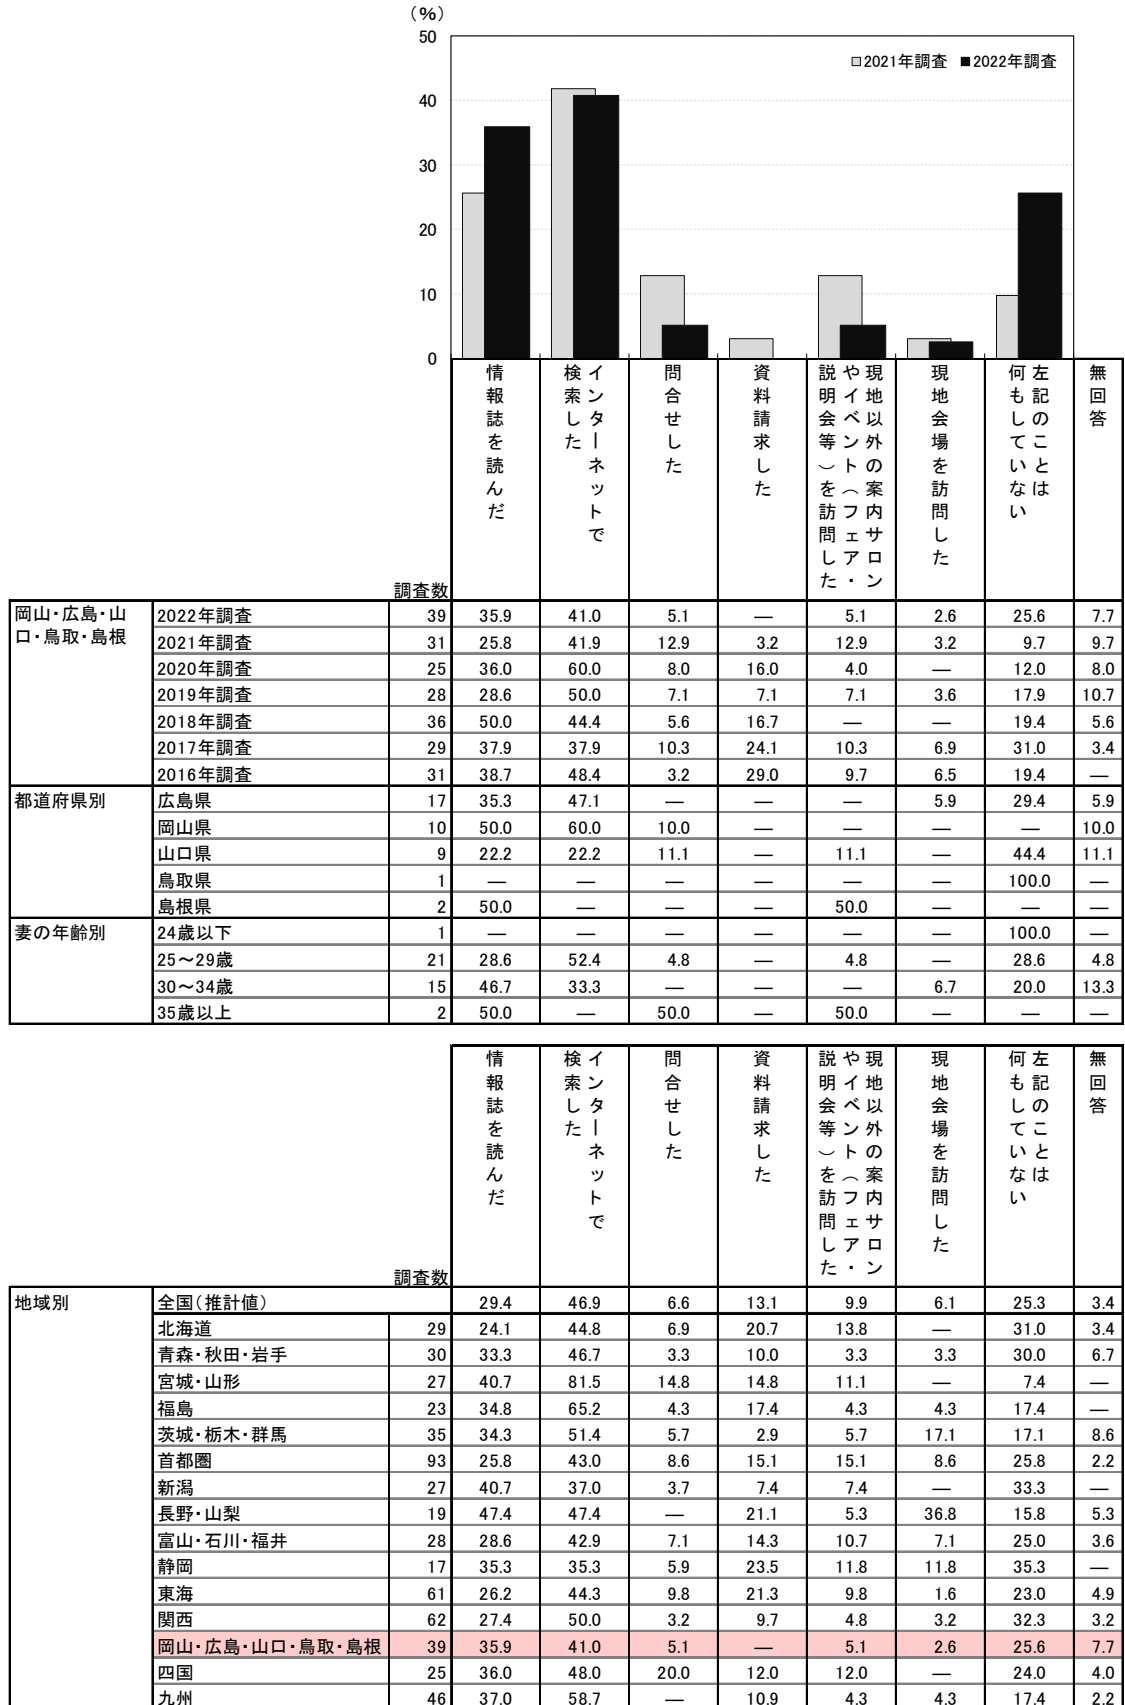 （％）
50
□2021年調査 ■2022年調査
40
30
20
10
0
調査数 情報誌を読んだ インターネットで検索した 問合せした 資料請求した 現地以外の案内サロンやイベント（フェア・説明会等）を訪問した 現地会場を訪問した 左記のことは何もしていない 無回答
岡山・広島・山口・鳥取・島根 2022年調査 39 35.9 41.0 5.1 — 5.1 2.6 25.6 7.7
2021年調査 31 25.8 41.9 12.9 3.2 12.9 3.2 9.7 9.7
2020年調査 25 36.0 60.0 8.0 16.0 4.0 — 12.0 8.0
2019年調査 28 28.6 50.0 7.1 7.1 7.1 3.6 17.9 10.7
2018年調査 36 50.0 44.4 5.6 16.7 — — 19.4 5.6
2017年調査 29 37.9 37.9 10.3 24.1 10.3 6.9 31.0 3.4
2016年調査 31 38.7 48.4 3.2 29.0 9.7 6.5 19.4 —
都道府県別 広島県 17 35.3 47.1 — — — 5.9 29.4 5.9
岡山県 10 50.0 60.0 10.0 — — — — 10.0
山口県 9 22.2 22.2 11.1 — 11.1 — 44.4 11.1
鳥取県 1 — — — — — — 100.0 —
島根県 2 50.0 — — — 50.0 — — —
妻の年齢別 24歳以下 1 — — — — — — 100.0 —
25～29歳 21 28.6 52.4 4.8 — 4.8 — 28.6 4.8
30～34歳 15 46.7 33.3 — — — 6.7 20.0 13.3
35歳以上 2 50.0 — 50.0 — 50.0 — — —
調査数 情報誌を読んだ インターネットで検索した 問合せした 資料請求した 現地以外の案内サロンやイベント（フェア・説明会等）を訪問した 現地会場を訪問した 左記のことは何もしていない 無回答
地域別 全国（推計値） 29.4 46.9 6.6 13.1 9.9 6.1 25.3 3.4
北海道 29 24.1 44.8 6.9 20.7 13.8 — 31.0 3.4
青森・秋田・岩手 30 33.3 46.7 3.3 10.0 3.3 3.3 30.0 6.7
宮城・山形 27 40.7 81.5 14.8 14.8 11.1 — 7.4 —
福島 23 34.8 65.2 4.3 17.4 4.3 4.3 17.4 —
茨城・栃木・群馬 35 34.3 51.4 5.7 2.9 5.7 17.1 17.1 8.6
首都圏 93 25.8 43.0 8.6 15.1 15.1 8.6 25.8 2.2
新潟 27 40.7 37.0 3.7 7.4 7.4 — 33.3 —
長野・山梨 19 47.4 47.4 — 21.1 5.3 36.8 15.8 5.3
富山・石川・福井 28 28.6 42.9 7.1 14.3 10.7 7.1 25.0 3.6
静岡 17 35.3 35.3 5.9 23.5 11.8 11.8 35.3 —
東海 61 26.2 44.3 9.8 21.3 9.8 1.6 23.0 4.9
関西 62 27.4 50.0 3.2 9.7 4.8 3.2 32.3 3.2
岡山・広島・山口・鳥取・島根 39 35.9 41.0 5.1 — 5.1 2.6 25.6 7.7
四国 25 36.0 48.0 20.0 12.0 12.0 — 24.0 4.0
九州 46 37.0 58.7 — 10.9 4.3 4.3 17.4 2.2